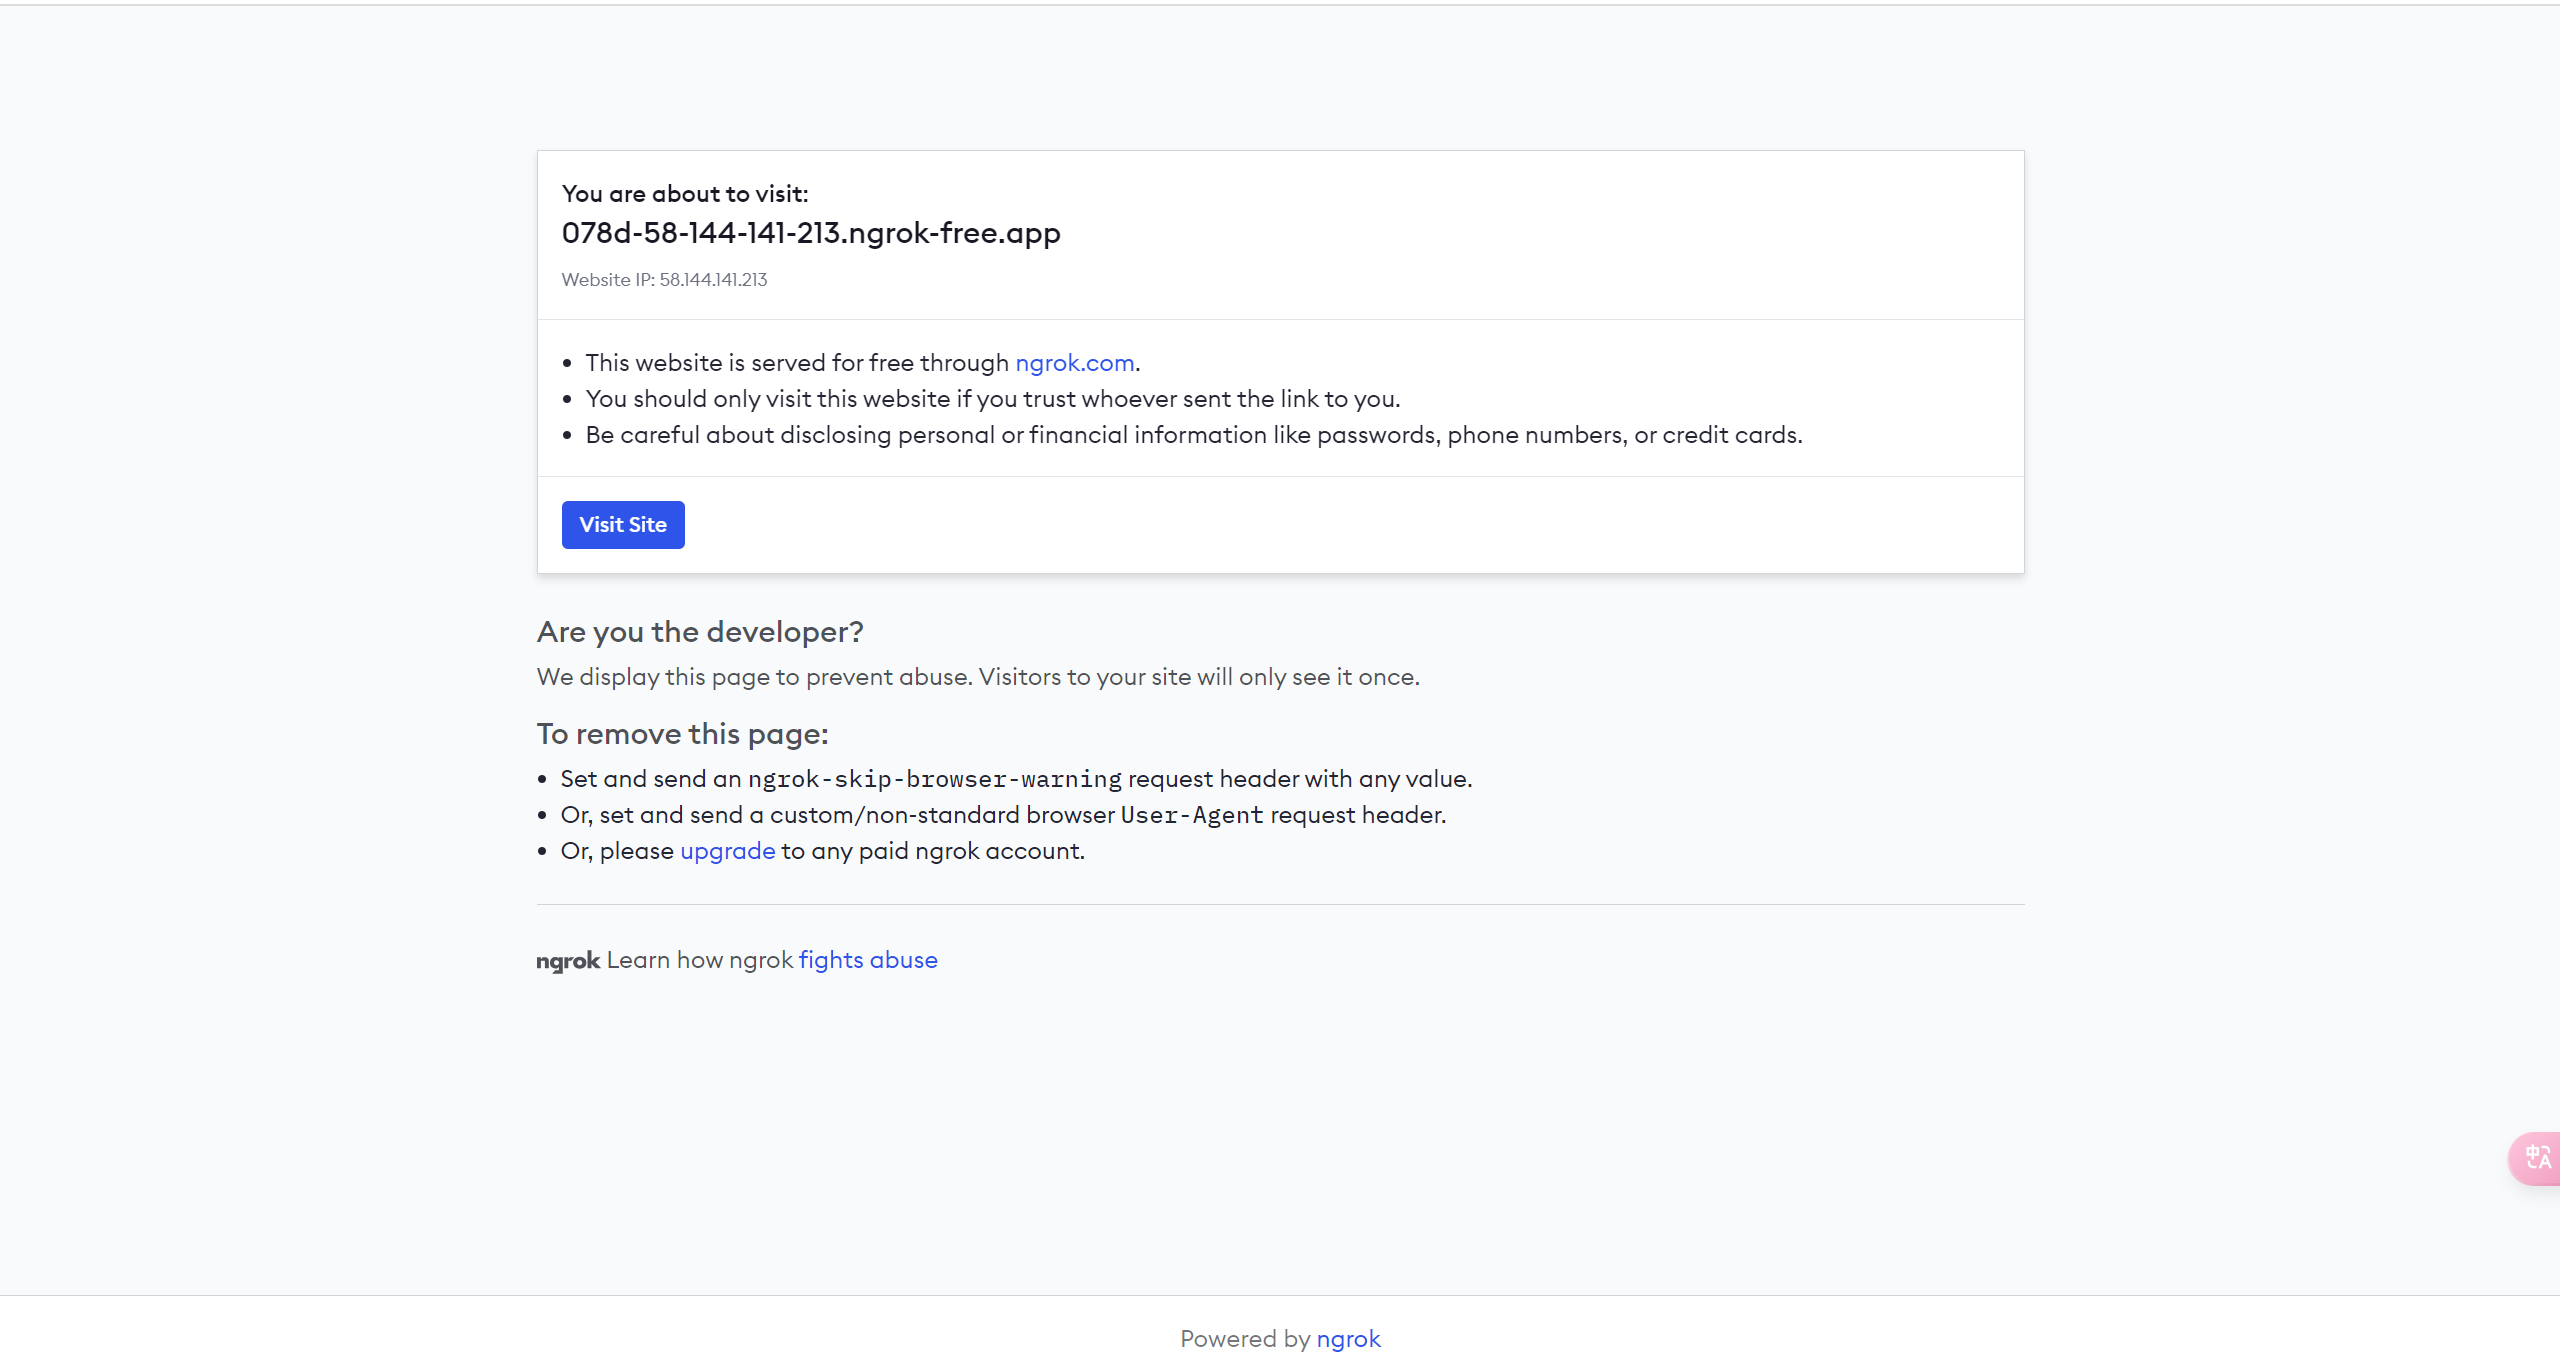 You are about to visit:
078d-58-144-141-213.ngrok-free.app
Website IP: 58.144.141.213
• This website is served for free through ngrok.com.
• You should only visit this website if you trust whoever sent the link to you.
• Be careful about disclosing personal or financial information like passwords, phone numbers, or credit cards.
Visit Site
Are you the developer?
We display this page to prevent abuse. Visitors to your site will only see it once.
To remove this page:
• Set and send an ngrok-skip-browser-warning request header with any value.
• Or, set and send a custom/non-standard browser User-Agent request header.
• Or, please upgrade to any paid ngrok account.
ngrok Learn how ngrok fights abuse
中A
Powered by ngrok